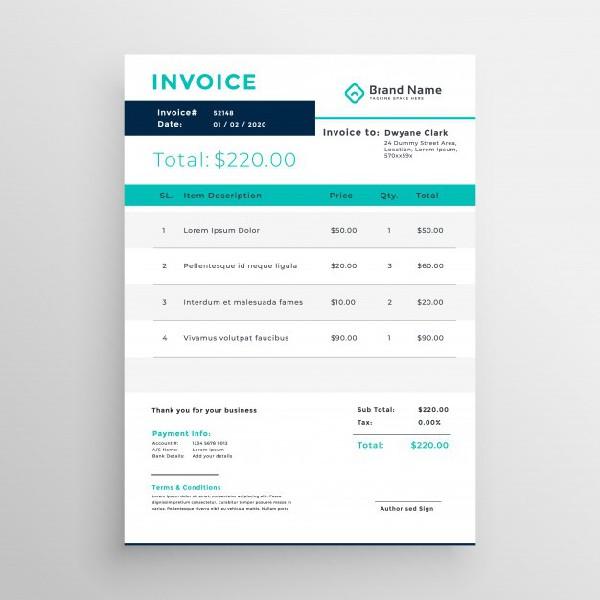 INVOICE
Brand Name
TAGLINE SPACE HERE
Invoice# 52148
Date: 01 / 02 / 2020
Invoice to: Dwyane Clark
24 Dummy Street Area,
Location, Lorem Ipsum,
570xx59x
Total: $220.00
SL. Item Description Price Qty. Total
1 Lorem Ipsum Dolor $50.00 1 $50.00
2 Pellentesque id neque ligula $20.00 3 $60.00
3 Interdum et malesuada fames $10.00 2 $20.00
4 Vivamus volutpat faucibus $90.00 1 $90.00
Thank you for your business
Sub Total: $220.00
Tax: 0.00%
Payment Info:
Total: $220.00
Account #: 1234 5678 9012
A/C Name: Lorem Ipsum
Bank Details: Add your details
Terms & Conditions
Lorem ipsum dolor sit amet, consectetur adipiscing elit.
dignissim pretium consectetur. Curabitur tempor posuere massa
varius. Pellentesque viverra nibl eu vehicula mattis. Nullam porta
Authorised Sign